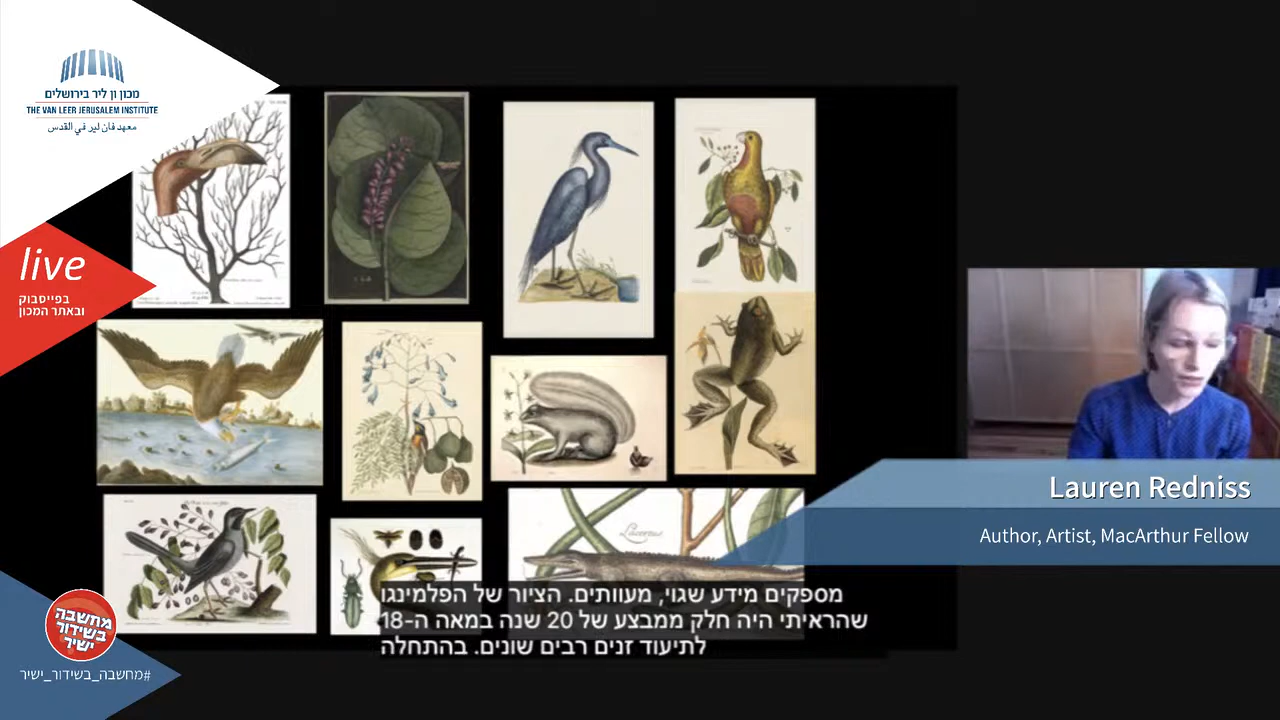 מכון ון ליר בירושלים
THE VAN LEER JERUSALEM INSTITUTE
معهد فان لير في القدس
live
בפייסבוק
ובאתר המכון
Lacertus
Lauren Redniss
Author, Artist, MacArthur Fellow
מספקים מידע שגוי, מעוותים. הציור של הפלמינגו
שהראיתי היה חלק ממבצע של 20 שנה במאה ה-18
לתיעוד זנים רבים שונים. בהתחלה
מחשבה
בשידור
ישיר
#מחשבה_בשידור_ישיר